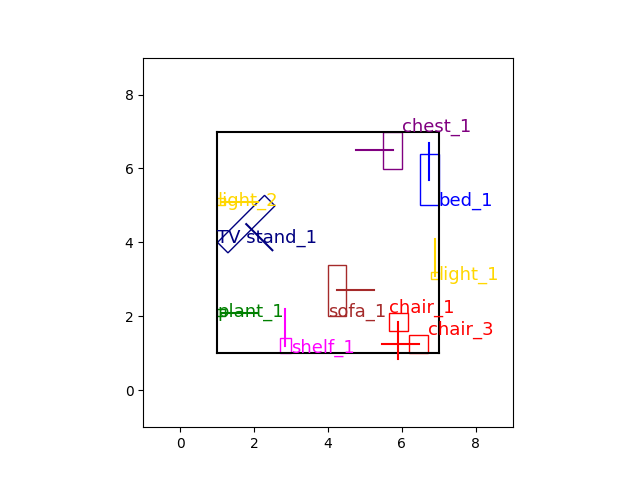 chest_1
light_2
bed_1
TV stand_1
light_1
plant_1
sofa_1
chair_1
chair_3
shelf_1
8
6
4
2
0
0 2 4 6 8